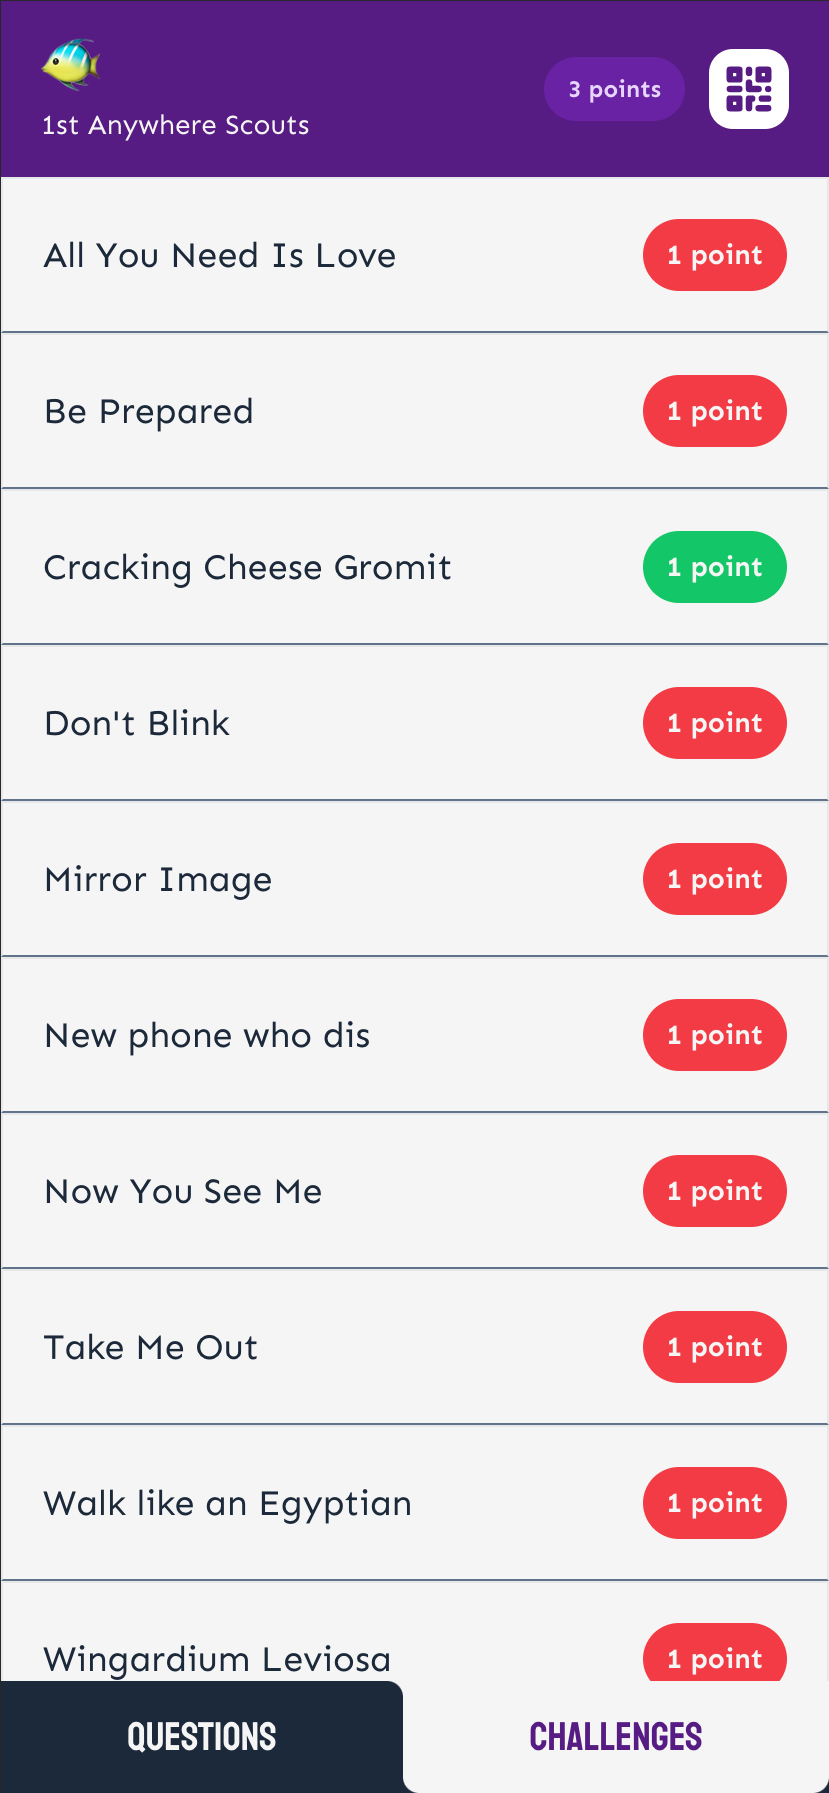 1st Anywhere Scouts
3 points
All You Need Is Love
1 point
Be Prepared
1 point
Cracking Cheese Gromit
1 point
Don't Blink
1 point
Mirror Image
1 point
New phone who dis
1 point
Now You See Me
1 point
Take Me Out
1 point
Walk like an Egyptian
1 point
Wingardium Leviosa
1 point
QUESTIONS
CHALLENGES